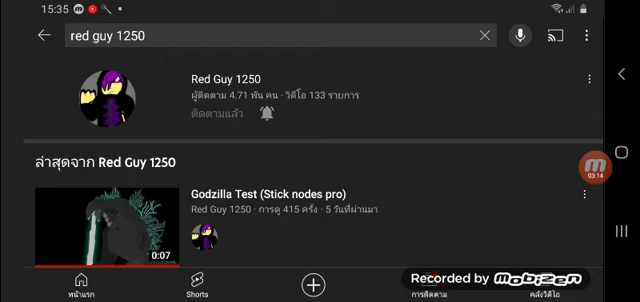 15:35
red guy 1250
Red Guy 1250
ผู้ติดตาม 4.71 พัน คน · วิดีโอ 133 รายการ
ติดตามแล้ว
ล่าสุดจาก Red Guy 1250
03:14
Godzilla Test (Stick nodes pro)
Red Guy 1250 · การดู 415 ครั้ง · 5 วันที่ผ่านมา
0:07
Recorded by MOBIZEN
หน้าแรก
Shorts
การติดตาม
คลังวิดีโอ